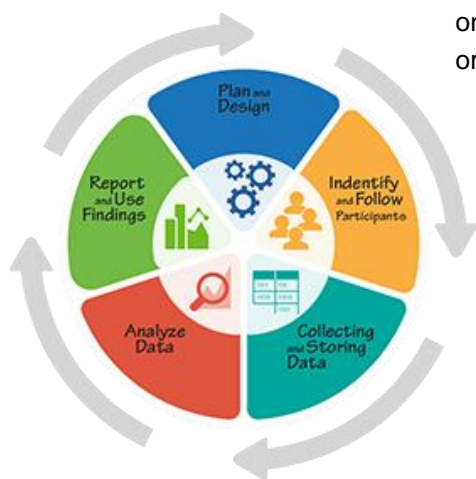 or
or
Plan and
Design
Indentify
and Follow
Participants
Collecting
and Storing
Data
Analyze
Data
Report
and Use
Findings